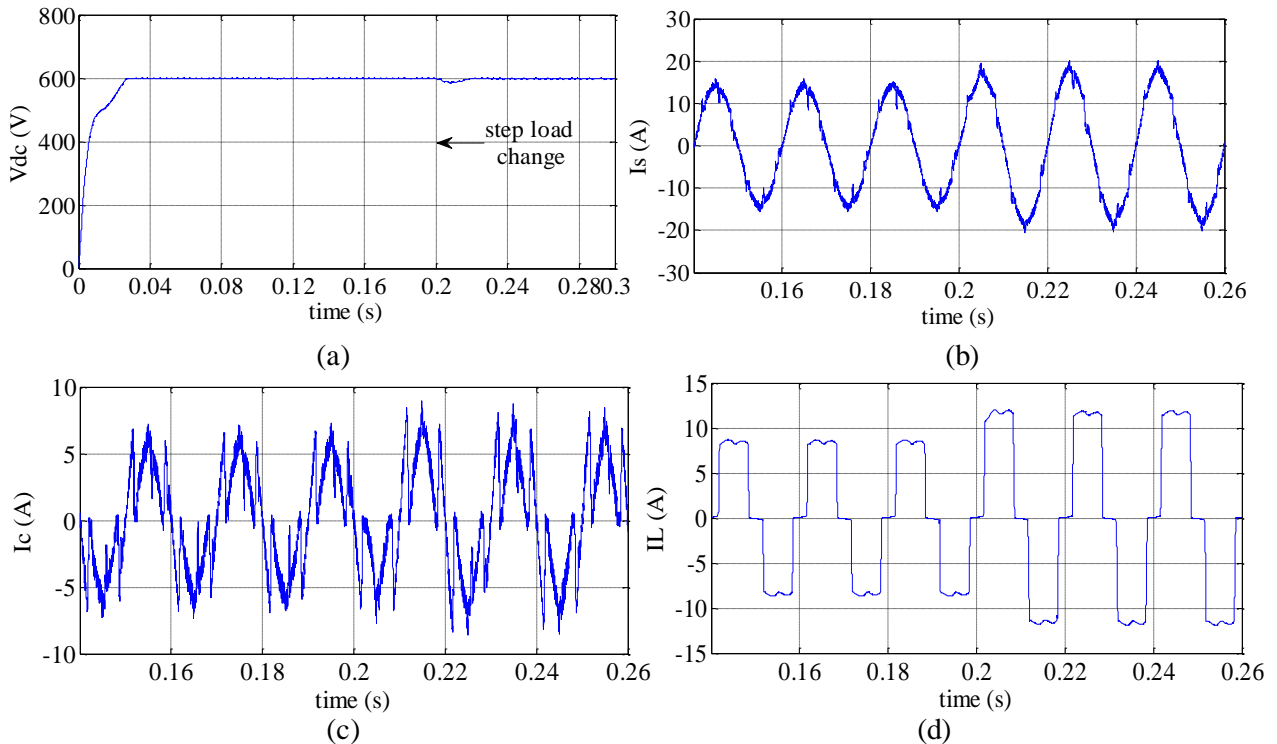 800
600
400
200
0
Vdc (V)
step load
change
0 0.04 0.08 0.12 0.16 0.2 0.24 0.28 0.3
time (s)
(a)
30
20
10
0
-10
-20
-30
Is (A)
0.16 0.18 0.2 0.22 0.24 0.26
time (s)
(b)
10
5
0
-5
-10
Ic (A)
0.16 0.18 0.2 0.22 0.24 0.26
time (s)
(c)
15
10
5
0
-5
-10
-15
IL (A)
0.16 0.18 0.2 0.22 0.24 0.26
time (s)
(d)